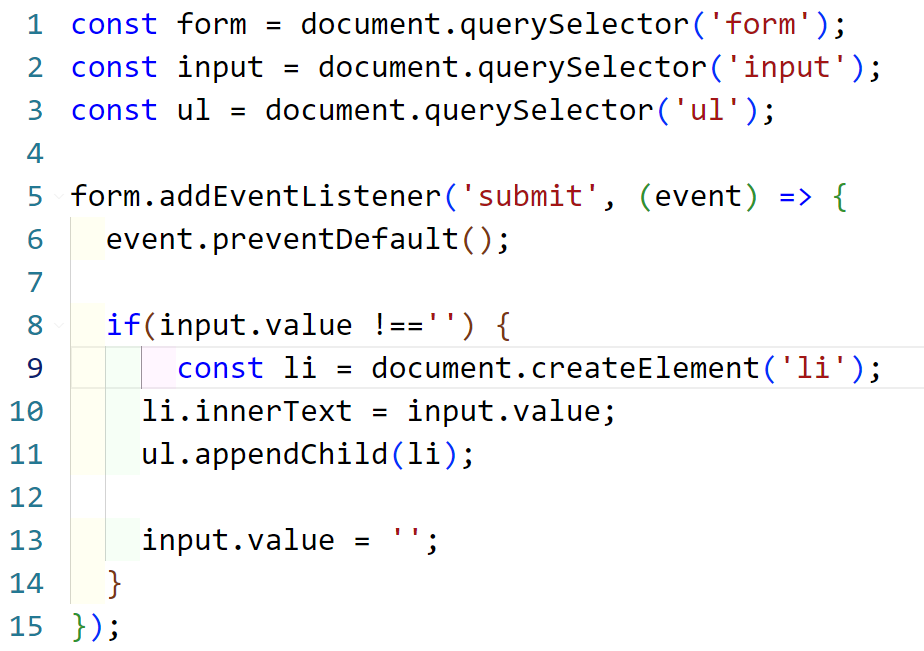 1 const form = document.querySelector('form');
2 const input = document.querySelector('input');
3 const ul = document.querySelector('ul');
4
5 form.addEventListener('submit', (event) => {
6   event.preventDefault();
7
8   if(input.value !=='') {
9       const li = document.createElement('li');
10     li.innerText = input.value;
11     ul.appendChild(li);
12
13     input.value = '';
14   }
15 });